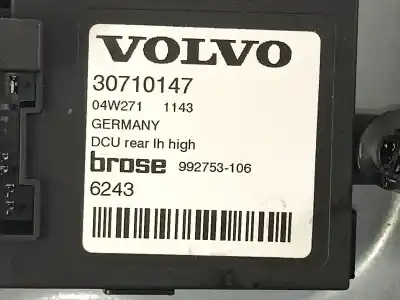 VOLVO
30710147
04W271 1143
GERMANY
DCU rear lh high
brose 992753-106
6243